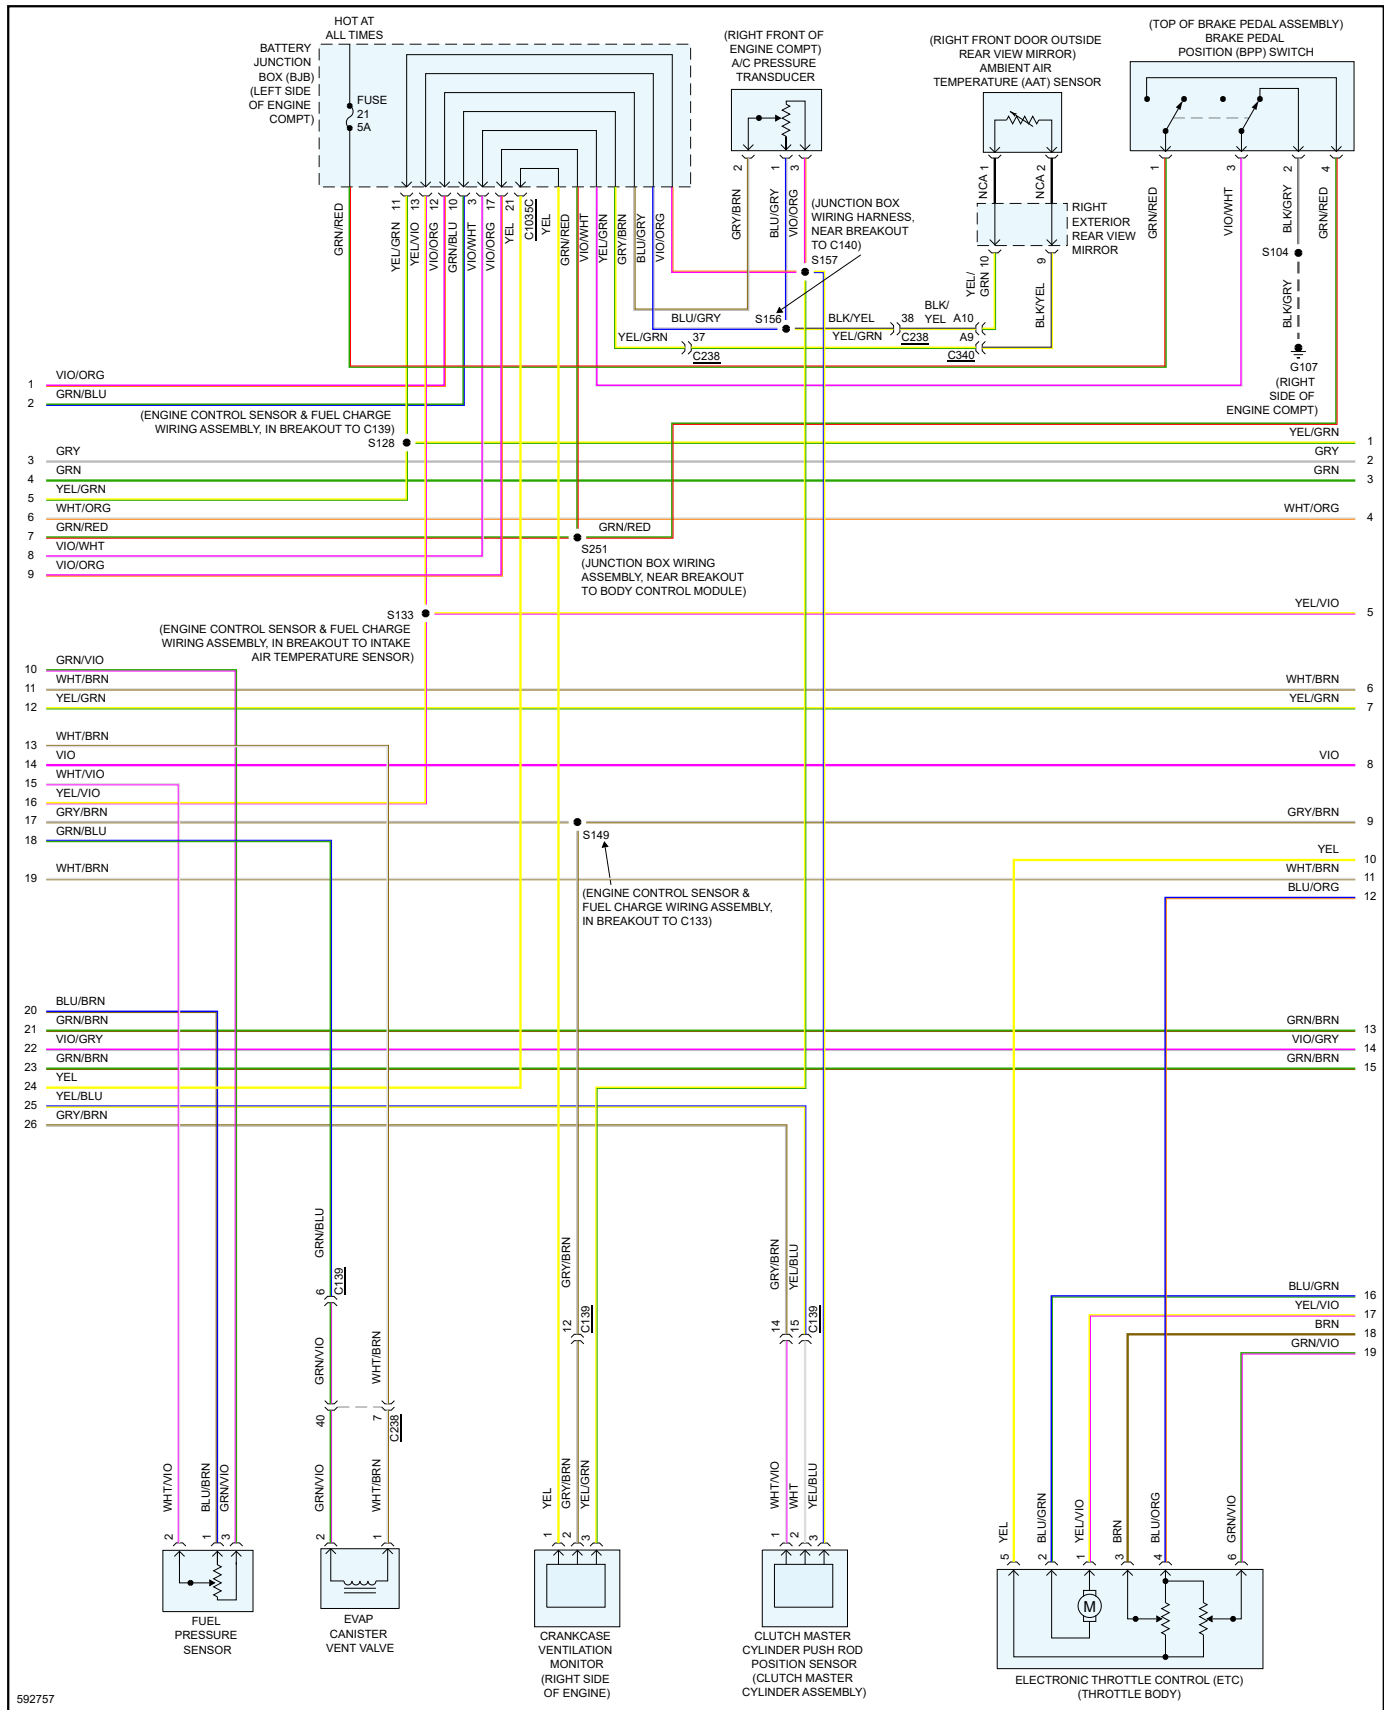 HOT AT
ALL TIMES
BATTERY
JUNCTION
BOX (BJB)
(LEFT SIDE
OF ENGINE
COMPT)
FUSE
21
5A
(RIGHT FRONT OF
ENGINE COMPT)
A/C PRESSURE
TRANSDUCER
(RIGHT FRONT DOOR OUTSIDE
REAR VIEW MIRROR)
AMBIENT AIR
TEMPERATURE (AAT) SENSOR
(TOP OF BRAKE PEDAL ASSEMBLY)
BRAKE PEDAL
POSITION (BPP) SWITCH
GRN/RED
11
13
12
10
3
17
21
C1035C
YEL/GRN
YEL/VIO
VIO/ORG
GRN/BLU
VIO/WHT
VIO/ORG
YEL
YEL
GRN/RED
VIO/WHT
YEL/GRN
GRY/BRN
BLU/GRY
VIO/ORG
2
1
3
GRY/BRN
BLU/GRY
VIO/ORG
NCA 1
NCA 2
RIGHT
EXTERIOR
REAR VIEW
MIRROR
YEL/
GRN 10
9
BLK/YEL
1
3
2
4
GRN/RED
VIO/WHT
BLK/GRY
GRN/RED
S104
BLK/GRY
G107
(RIGHT
SIDE OF
ENGINE COMPT)
(JUNCTION BOX
WIRING HARNESS,
NEAR BREAKOUT
TO C140)
S157
BLU/GRY
S156
BLK/YEL
38
BLK/
YEL
A10
YEL/GRN
37
C238
YEL/GRN
C238
A9
C340
1 VIO/ORG
2 GRN/BLU
(ENGINE CONTROL SENSOR & FUEL CHARGE
WIRING ASSEMBLY, IN BREAKOUT TO C139)
S128
YEL/GRN 1
3 GRY
GRY 2
4 GRN
GRN 3
5 YEL/GRN
6 WHT/ORG
WHT/ORG 4
7 GRN/RED
GRN/RED
8 VIO/WHT
9 VIO/ORG
S251
(JUNCTION BOX WIRING
ASSEMBLY, NEAR BREAKOUT
TO BODY CONTROL MODULE)
S133
YEL/VIO 5
(ENGINE CONTROL SENSOR & FUEL CHARGE
WIRING ASSEMBLY, IN BREAKOUT TO INTAKE
AIR TEMPERATURE SENSOR)
10 GRN/VIO
11 WHT/BRN
WHT/BRN 6
12 YEL/GRN
YEL/GRN 7
13 WHT/BRN
14 VIO
VIO 8
15 WHT/VIO
16 YEL/VIO
17 GRY/BRN
GRY/BRN 9
18 GRN/BLU
S149
YEL 10
19 WHT/BRN
WHT/BRN 11
BLU/ORG 12
(ENGINE CONTROL SENSOR &
FUEL CHARGE WIRING ASSEMBLY,
IN BREAKOUT TO C133)
20 BLU/BRN
21 GRN/BRN
GRN/BRN 13
22 VIO/GRY
VIO/GRY 14
23 GRN/BRN
GRN/BRN 15
24 YEL
25 YEL/BLU
26 GRY/BRN
GRN/BLU
6
C139
GRN/VIO
WHT/BRN
40
7
C238
GRY/BRN
12
C139
GRY/BRN
YEL/BLU
14
15
C139
BLU/GRN 16
YEL/VIO 17
BRN 18
GRN/VIO 19
WHT/VIO
BLU/BRN
GRN/VIO
2
1
3
FUEL
PRESSURE
SENSOR
GRN/VIO
WHT/BRN
2
1
EVAP
CANISTER
VENT VALVE
YEL
GRY/BRN
YEL/GRN
1
2
3
CRANKCASE
VENTILATION
MONITOR
(RIGHT SIDE
OF ENGINE)
WHT/VIO
WHT
YEL/BLU
1
2
3
CLUTCH MASTER
CYLINDER PUSH ROD
POSITION SENSOR
(CLUTCH MASTER
CYLINDER ASSEMBLY)
YEL
BLU/GRN
YEL/VIO
BRN
BLU/ORG
GRN/VIO
5
2
1
3
4
6
M
ELECTRONIC THROTTLE CONTROL (ETC)
(THROTTLE BODY)
592757